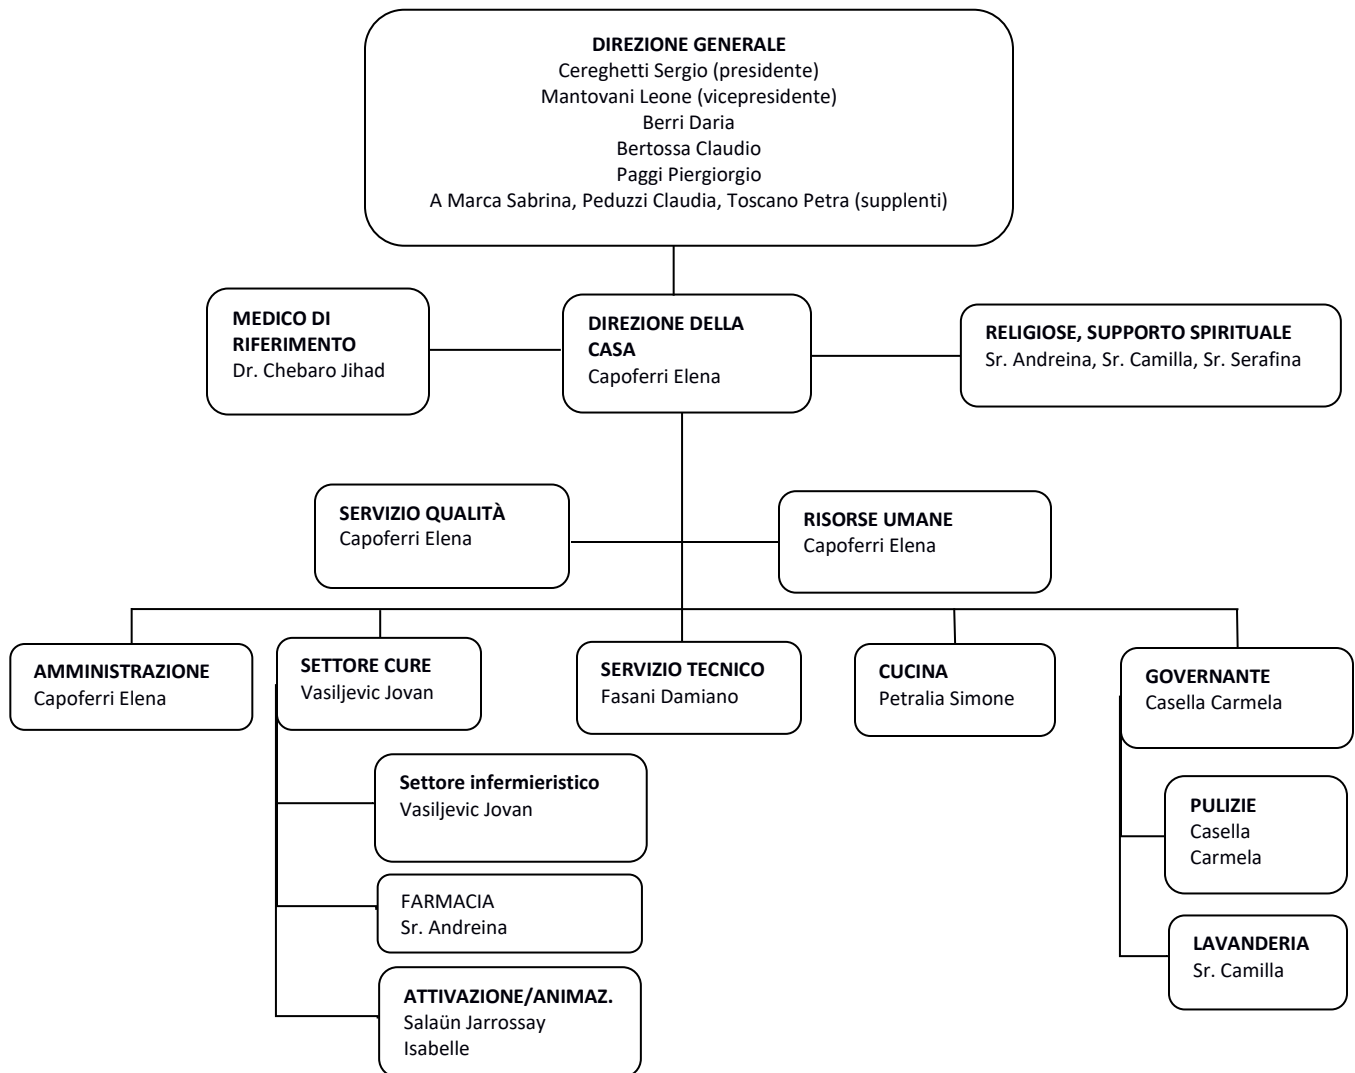 DIREZIONE GENERALE
Cereghetti Sergio (presidente)
Mantovani Leone (vicepresidente)
Berri Daria
Bertossa Claudio
Paggi Piergiorgio
A Marca Sabrina, Peduzzi Claudia, Toscano Petra (supplenti)
MEDICO DI
RIFERIMENTO
Dr. Chebaro Jihad
DIREZIONE DELLA
CASA
Capoferri Elena
RELIGIOSE, SUPPORTO SPIRITUALE
Sr. Andreina, Sr. Camilla, Sr. Serafina
SERVIZIO QUALITÀ
Capoferri Elena
RISORSE UMANE
Capoferri Elena
AMMINISTRAZIONE
Capoferri Elena
SETTORE CURE
Vasiljevic Jovan
SERVIZIO TECNICO
Fasani Damiano
CUCINA
Petralia Simone
GOVERNANTE
Casella Carmela
Settore infermieristico
Vasiljevic Jovan
FARMACIA
Sr. Andreina
ATTIVAZIONE/ANIMAZ.
Salaün Jarrossay
Isabelle
PULIZIE
Casella
Carmela
LAVANDERIA
Sr. Camilla